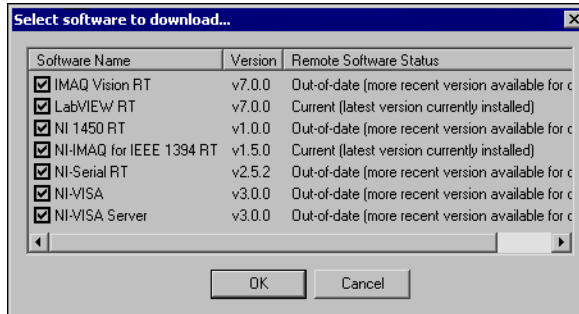 Select software to download...
Software Name Version Remote Software Status
IMAQ Vision RT v7.0.0 Out-of-date (more recent version available for
LabVIEW RT v7.0.0 Current (latest version currently installed)
NI 1450 RT v1.0.0 Out-of-date (more recent version available for
NI-IMAQ for IEEE 1394 RT v1.5.0 Current (latest version currently installed)
NI-Serial RT v2.5.2 Out-of-date (more recent version available for
NI-VISA v3.0.0 Out-of-date (more recent version available for
NI-VISA Server v3.0.0 Out-of-date (more recent version available for
OK Cancel